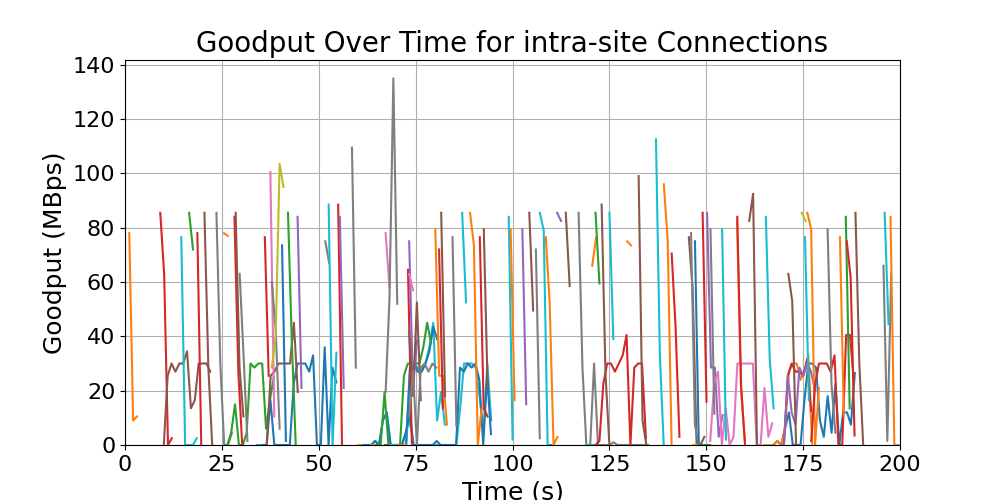 Goodput Over Time for intra-site Connections
Goodput (MBps)
140
120
100
80
60
40
20
0
0 25 50 75 100 125 150 175 200
Time (s)